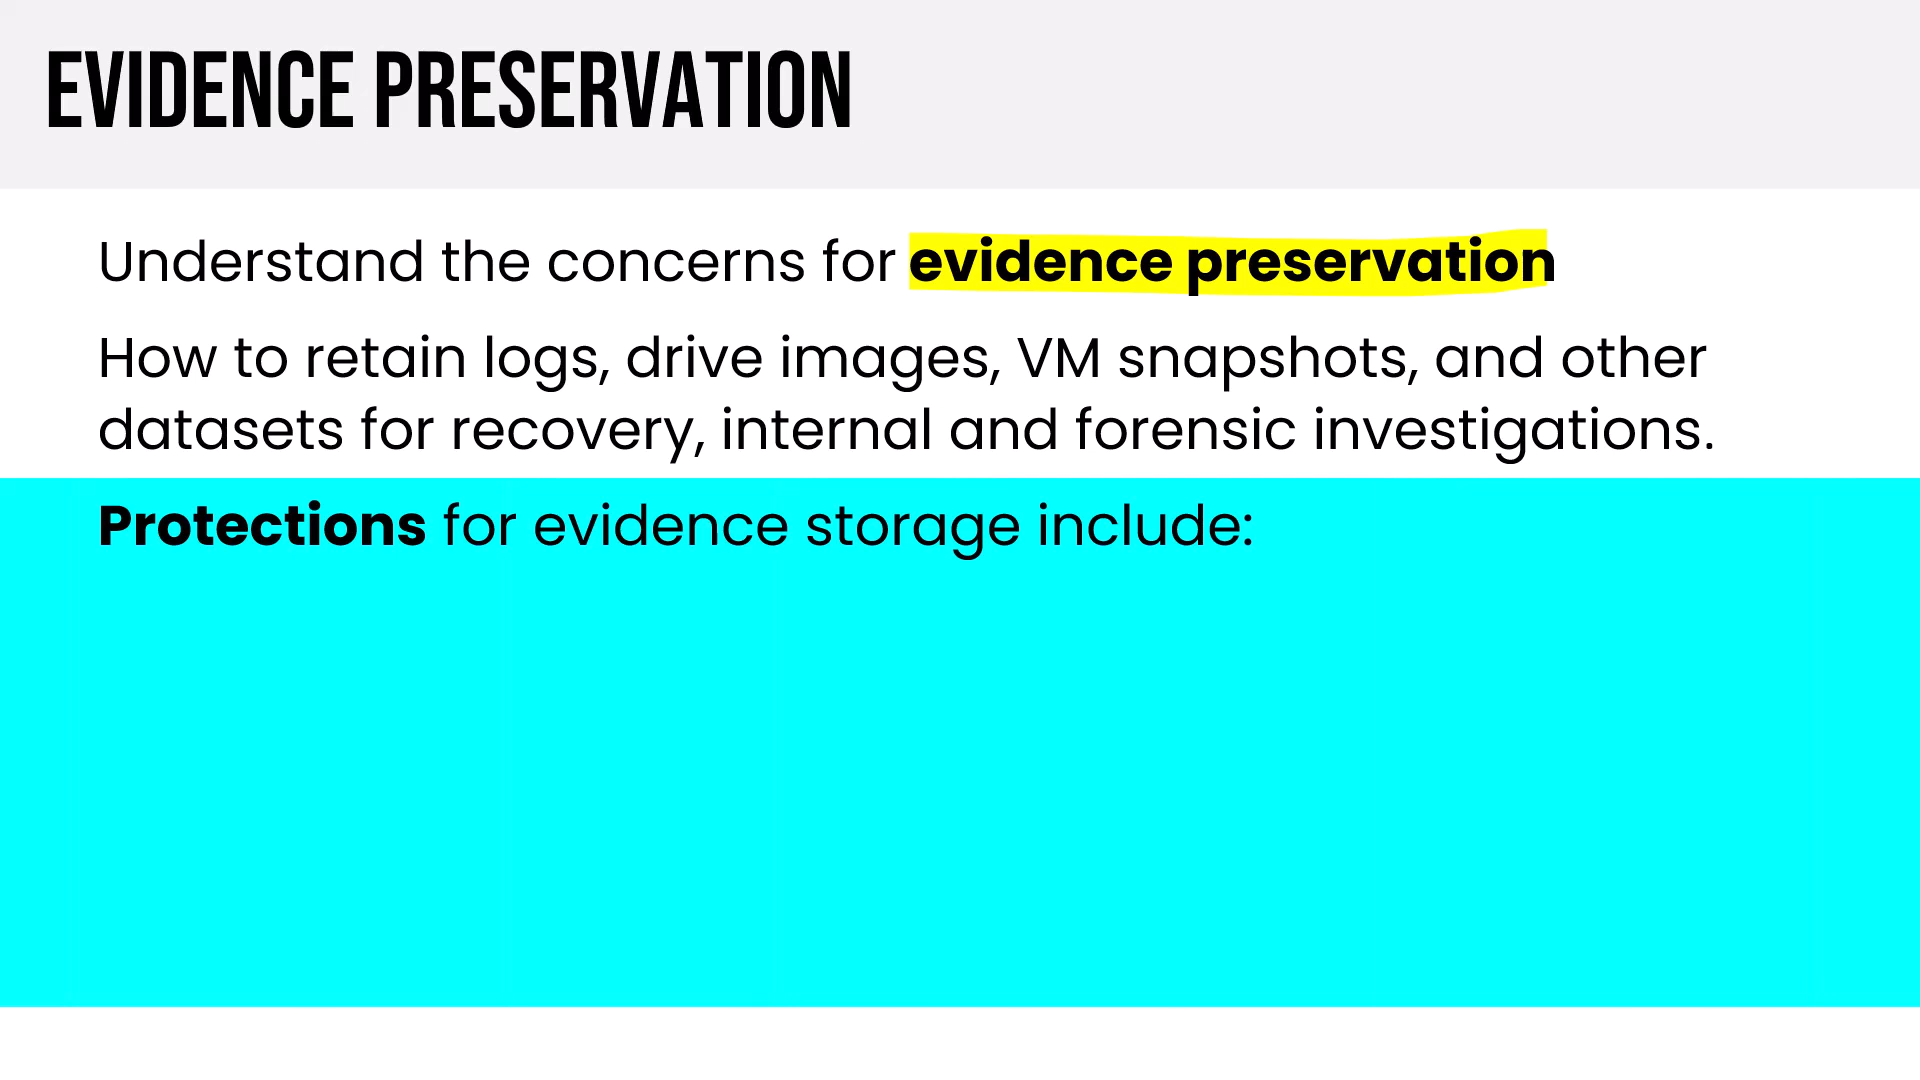 EVIDENCE PRESERVATION
Understand the concerns for evidence preservation
How to retain logs, drive images, VM snapshots, and other
datasets for recovery, internal and forensic investigations.
Protections for evidence storage include: